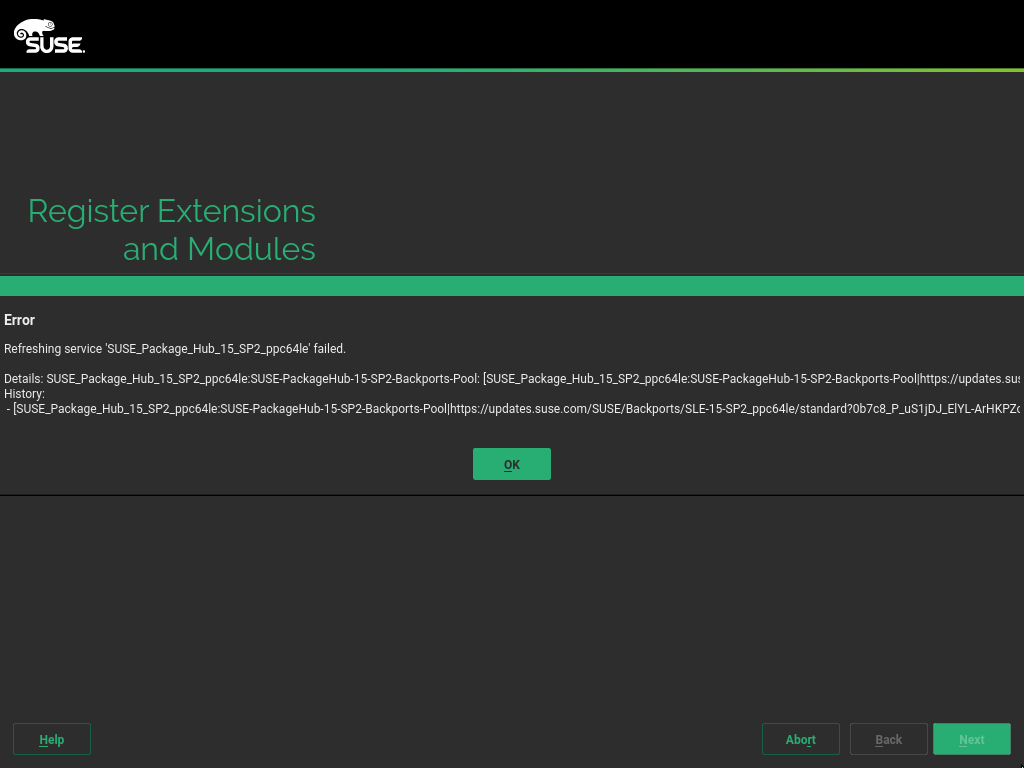 SUSE
Register Extensions
and Modules
Error
Refreshing service 'SUSE_Package_Hub_15_SP2_ppc64le' failed.
Details: SUSE_Package_Hub_15_SP2_ppc64le:SUSE-PackageHub-15-SP2-Backports-Pool: [SUSE_Package_Hub_15_SP2_ppc64le:SUSE-PackageHub-15-SP2-Backports-Pool|https://updates.sus
History:
- [SUSE_Package_Hub_15_SP2_ppc64le:SUSE-PackageHub-15-SP2-Backports-Pool|https://updates.suse.com/SUSE/Backports/SLE-15-SP2_ppc64le/standard?0b7c8_P_uS1jDJ_ElYL-ArHKPZ
OK
Help
Abort
Back
Next